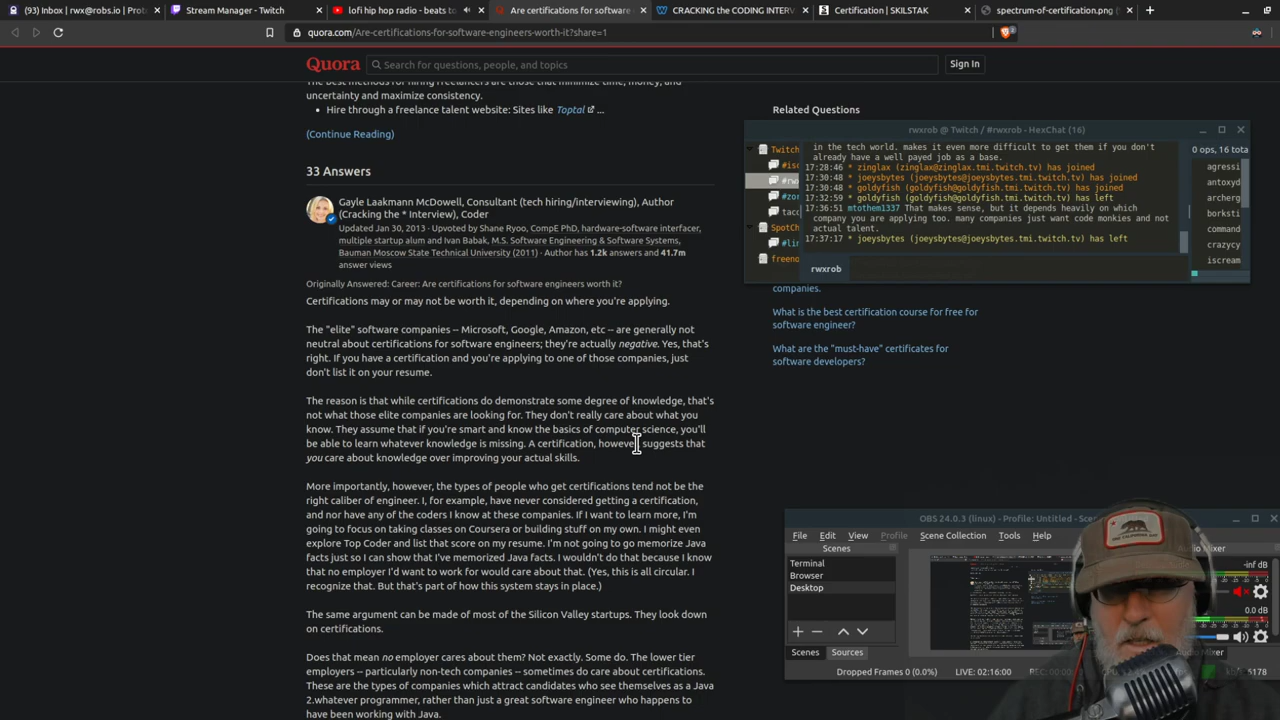 (93) Inbox | rwx@robs.io | Prot
Stream Manager - Twitch
lofi hip hop radio - beats to
Are certifications for software e
CRACKING the CODING INTERV
Certification | SKILSTAK
spectrum-of-certification.png (
quora.com/Are-certifications-for-software-engineers-worth-it?share=1
Quora
Search for questions, people, and topics
Sign In
uncertainty and maximize consistency.
Hire through a freelance talent website: Sites like Toptal ...
(Continue Reading)
33 Answers
Gayle Laakmann McDowell, Consultant (tech hiring/interviewing), Author
(Cracking the * Interview), Coder
Updated Jan 30, 2013 · Upvoted by Shane Ryoo, CompE PhD, hardware-software interfacer,
multiple startup alum and Ivan Babak, M.S. Software Engineering & Software Systems,
Bauman Moscow State Technical University (2011) · Author has 1.2k answers and 41.7m
answer views
Originally Answered: Career: Are certifications for software engineers worth it?
Certifications may or may not be worth it, depending on where you're applying.
The "elite" software companies -- Microsoft, Google, Amazon, etc -- are generally not
neutral about certifications for software engineers; they're actually negative. Yes, that's
right. If you have a certification and you're applying to one of those companies, just
don't list it on your resume.
The reason is that while certifications do demonstrate some degree of knowledge, that's
not what those elite companies are looking for. They don't really care about what you
know. They assume that if you're smart and know the basics of computer science, you'll
be able to learn whatever knowledge is missing. A certification, however, suggests that
you care about knowledge over improving your actual skills.
More importantly, however, the types of people who get certifications tend not be the
right caliber of engineer. I, for example, have never considered getting a certification,
and nor have any of the coders I know at these companies. If I want to learn more, I'm
going to focus on taking classes on Coursera or building stuff on my own. I might even
explore Top Coder and list that score on my resume. I'm not going to go memorize Java
facts just so I can show that I've memorized Java facts. I wouldn't do that because I know
that no employer I'd want to work for would care about that. (Yes, this is all circular. I
recognize that. But that's part of how this system stays in place.)
The same argument can be made of most of the Silicon Valley startups. They look down
on certifications.
Does that mean no employer cares about them? Not exactly. Some do. The lower tier
employers -- particularly non-tech companies -- sometimes do care about certifications.
These are the types of companies which attract candidates who see themselves as a Java
2.whatever programmer, rather than just a great software engineer who happens to
have been working with Java.
Related Questions
rwxrob @ Twitch / #rwxrob - HexChat (16)
Twitch
#rw
SpotCh
#lin
freeno
in the tech world. makes it even more difficult to get them if you don't
already have a well payed job as a base.
17:28:46 * zinglax (zinglax@zinglax.tmi.twitch.tv) has joined
17:30:48 * joeysbytes (joeysbytes@joeysbytes.tmi.twitch.tv) has joined
17:30:48 * goldyfish (goldyfish@goldyfish.tmi.twitch.tv) has joined
17:32:59 * goldyfish (goldyfish@goldyfish.tmi.twitch.tv) has left
17:36:51 mtothem1337 That makes sense, but it depends heavily on which
company you are applying too. many companies just want code monkies and not
actual talent.
17:37:17 * joeysbytes (joeysbytes@joeysbytes.tmi.twitch.tv) has left
rwxrob
0 ops, 16 tota
agressi
antoxyd
archerg
borksti
command
crazycy
iscream
companies.
What is the best certification course for free for
software engineer?
What are the "must-have" certificates for
software developers?
OBS 24.0.3 (linux) - Profile: Untitled - Sce
File
Edit
View
Profile
Scene Collection
Tools
Help
Scenes
Terminal
Browser
Desktop
Scenes
Sources
Audio Mixer
-inf dB
0.0 dB
Dropped Frames 0 (0.0%)
LIVE: 02:16:00